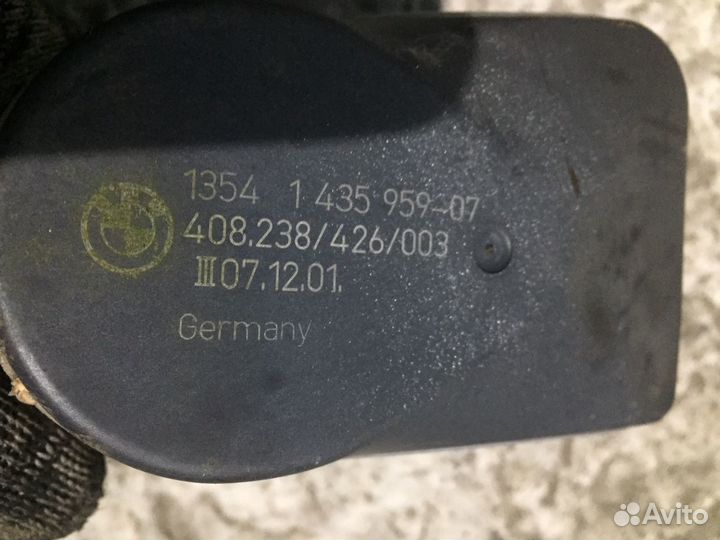 1354 1 435 959-07
408.238/426/003
III07.12.01.
Germany
Avito